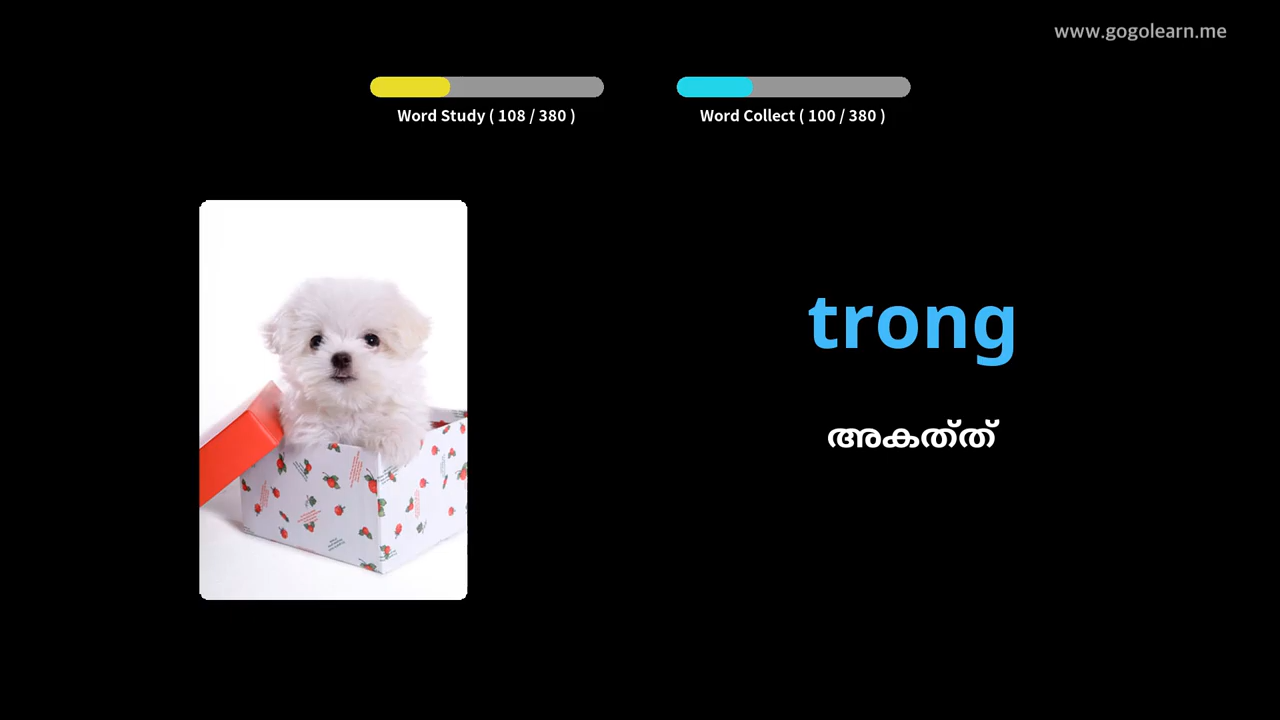 www.gogolearn.me
Word Study ( 108 / 380 )
Word Collect ( 100 / 380 )
trong
അകത്ത്